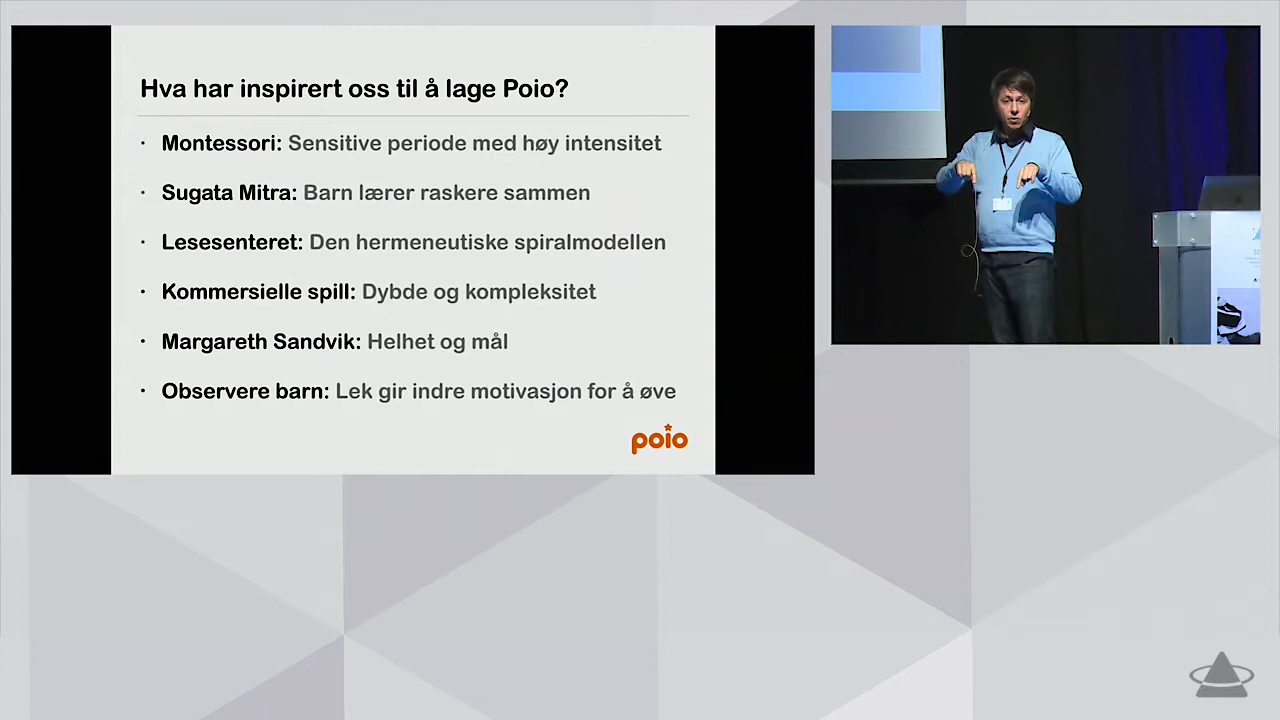 Hva har inspirert oss til å lage Poio?
· Montessori: Sensitive periode med høy intensitet
· Sugata Mitra: Barn lærer raskere sammen
· Lesesenteret: Den hermeneutiske spiralmodellen
· Kommersielle spill: Dybde og kompleksitet
· Margareth Sandvik: Helhet og mål
· Observere barn: Lek gir indre motivasjon for å øve
poio